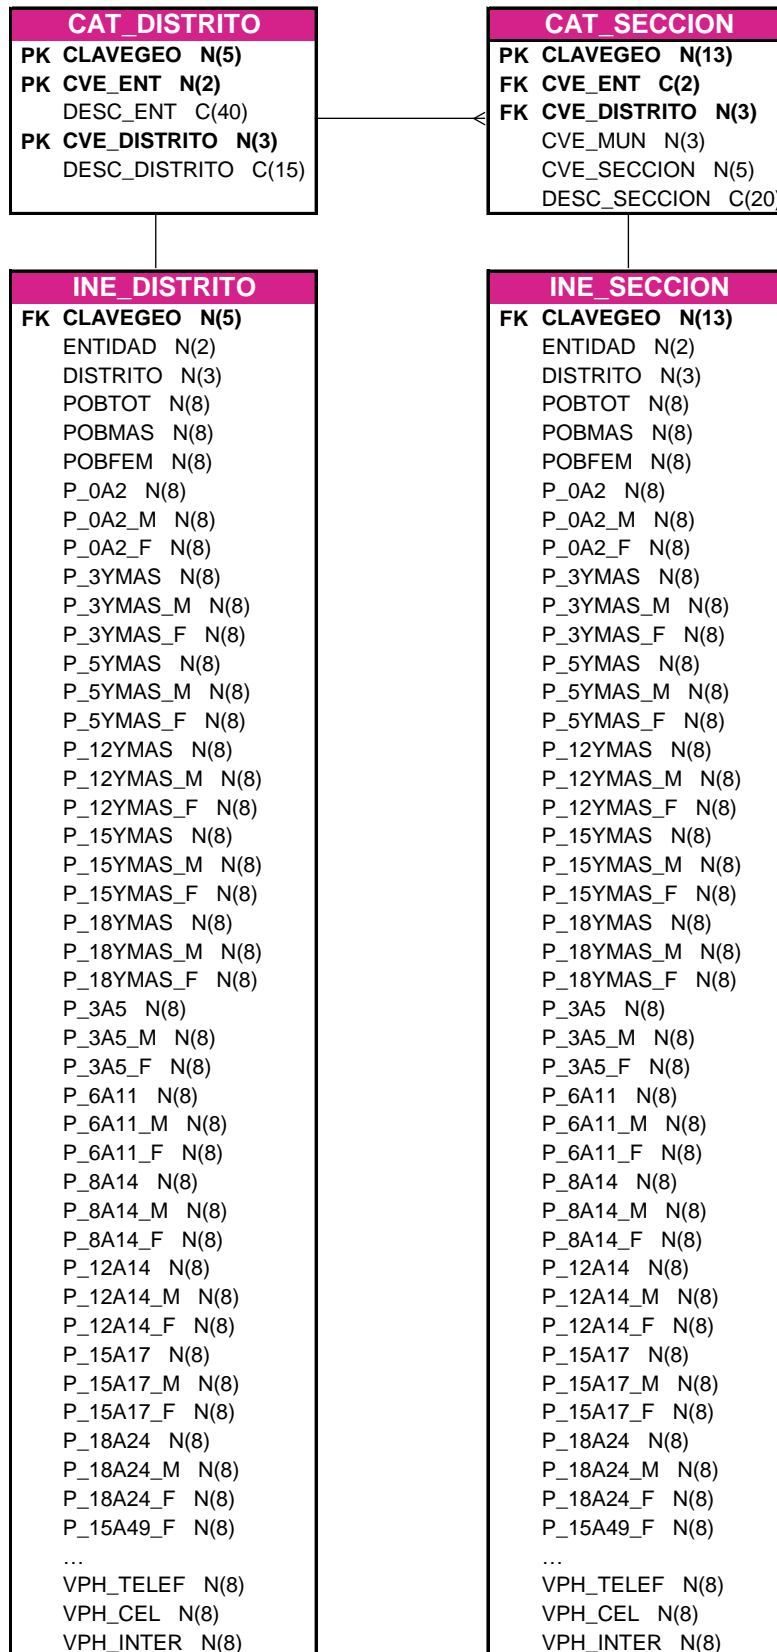 CAT_DISTRITO
PK CLAVEGEO N(5)
PK CVE_ENT N(2)
DESC_ENT C(40)
PK CVE_DISTRITO N(3)
DESC_DISTRITO C(15)
CAT_SECCION
PK CLAVEGEO N(13)
FK CVE_ENT C(2)
FK CVE_DISTRITO N(3)
CVE_MUN N(3)
CVE_SECCION N(5)
DESC_SECCION C(20)
INE_DISTRITO
FK CLAVEGEO N(5)
ENTIDAD N(2)
DISTRITO N(3)
POBTOT N(8)
POBMAS N(8)
POBFEM N(8)
P_0A2 N(8)
P_0A2_M N(8)
P_0A2_F N(8)
P_3YMAS N(8)
P_3YMAS_M N(8)
P_3YMAS_F N(8)
P_5YMAS N(8)
P_5YMAS_M N(8)
P_5YMAS_F N(8)
P_12YMAS N(8)
P_12YMAS_M N(8)
P_12YMAS_F N(8)
P_15YMAS N(8)
P_15YMAS_M N(8)
P_15YMAS_F N(8)
P_18YMAS N(8)
P_18YMAS_M N(8)
P_18YMAS_F N(8)
P_3A5 N(8)
P_3A5_M N(8)
P_3A5_F N(8)
P_6A11 N(8)
P_6A11_M N(8)
P_6A11_F N(8)
P_8A14 N(8)
P_8A14_M N(8)
P_8A14_F N(8)
P_12A14 N(8)
P_12A14_M N(8)
P_12A14_F N(8)
P_15A17 N(8)
P_15A17_M N(8)
P_15A17_F N(8)
P_18A24 N(8)
P_18A24_M N(8)
P_18A24_F N(8)
P_15A49_F N(8)
…
VPH_TELEF N(8)
VPH_CEL N(8)
VPH_INTER N(8)
INE_SECCION
FK CLAVEGEO N(13)
ENTIDAD N(2)
DISTRITO N(3)
POBTOT N(8)
POBMAS N(8)
POBFEM N(8)
P_0A2 N(8)
P_0A2_M N(8)
P_0A2_F N(8)
P_3YMAS N(8)
P_3YMAS_M N(8)
P_3YMAS_F N(8)
P_5YMAS N(8)
P_5YMAS_M N(8)
P_5YMAS_F N(8)
P_12YMAS N(8)
P_12YMAS_M N(8)
P_12YMAS_F N(8)
P_15YMAS N(8)
P_15YMAS_M N(8)
P_15YMAS_F N(8)
P_18YMAS N(8)
P_18YMAS_M N(8)
P_18YMAS_F N(8)
P_3A5 N(8)
P_3A5_M N(8)
P_3A5_F N(8)
P_6A11 N(8)
P_6A11_M N(8)
P_6A11_F N(8)
P_8A14 N(8)
P_8A14_M N(8)
P_8A14_F N(8)
P_12A14 N(8)
P_12A14_M N(8)
P_12A14_F N(8)
P_15A17 N(8)
P_15A17_M N(8)
P_15A17_F N(8)
P_18A24 N(8)
P_18A24_M N(8)
P_18A24_F N(8)
P_15A49_F N(8)
…
VPH_TELEF N(8)
VPH_CEL N(8)
VPH_INTER N(8)